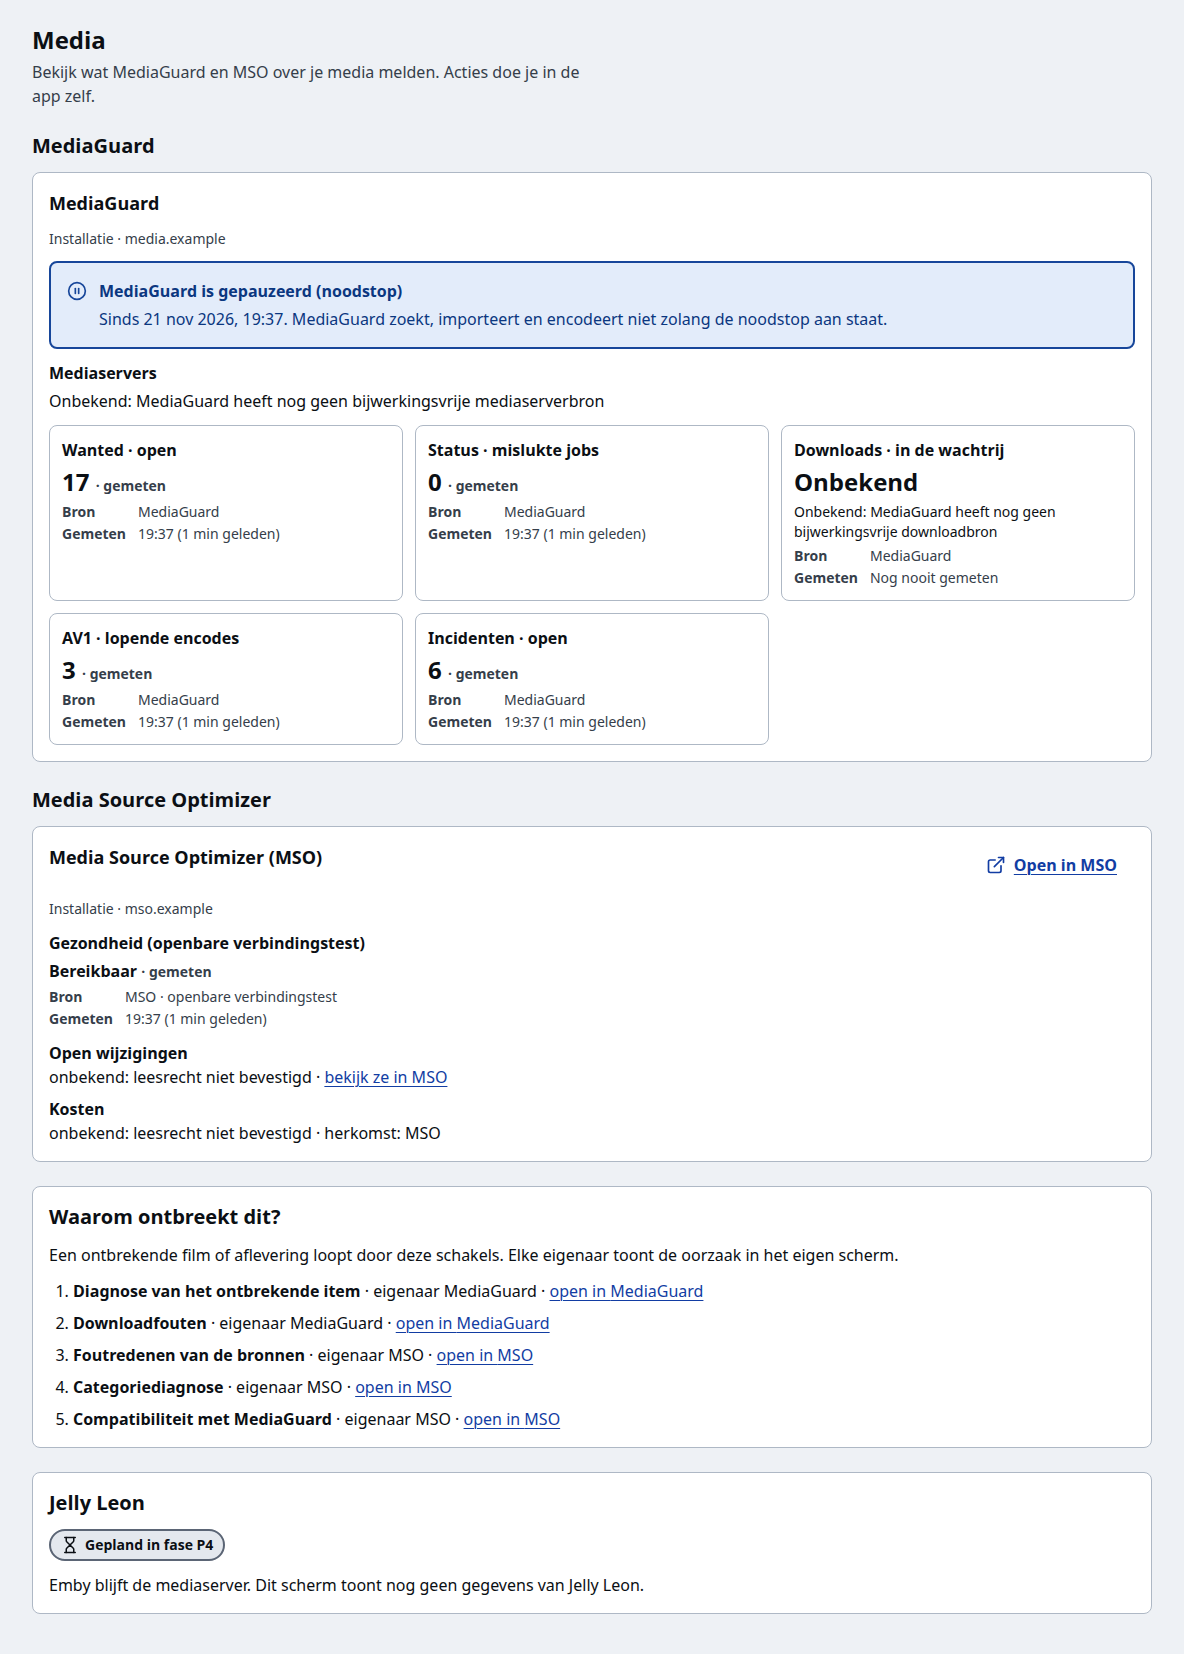 Media
Bekijk wat MediaGuard en MSO over je media melden. Acties doe je in de
app zelf.
MediaGuard
MediaGuard
Installatie · media.example
MediaGuard is gepauzeerd (noodstop)
Sinds 21 nov 2026, 19:37. MediaGuard zoekt, importeert en encodeert niet zolang de noodstop aan staat.
Mediaservers
Onbekend: MediaGuard heeft nog geen bijwerkingsvrije mediaserverbron
Wanted · open
17 · gemeten
Bron MediaGuard
Gemeten 19:37 (1 min geleden)
Status · mislukte jobs
0 · gemeten
Bron MediaGuard
Gemeten 19:37 (1 min geleden)
Downloads · in de wachtrij
Onbekend
Onbekend: MediaGuard heeft nog geen
bijwerkingsvrije downloadbron
Bron MediaGuard
Gemeten Nog nooit gemeten
AV1 · lopende encodes
3 · gemeten
Bron MediaGuard
Gemeten 19:37 (1 min geleden)
Incidenten · open
6 · gemeten
Bron MediaGuard
Gemeten 19:37 (1 min geleden)
Media Source Optimizer
Media Source Optimizer (MSO)
Open in MSO
Installatie · mso.example
Gezondheid (openbare verbindingstest)
Bereikbaar · gemeten
Bron MSO · openbare verbindingstest
Gemeten 19:37 (1 min geleden)
Open wijzigingen
onbekend: leesrecht niet bevestigd · bekijk ze in MSO
Kosten
onbekend: leesrecht niet bevestigd · herkomst: MSO
Waarom ontbreekt dit?
Een ontbrekende film of aflevering loopt door deze schakels. Elke eigenaar toont de oorzaak in het eigen scherm.
1. Diagnose van het ontbrekende item · eigenaar MediaGuard · open in MediaGuard
2. Downloadfouten · eigenaar MediaGuard · open in MediaGuard
3. Foutredenen van de bronnen · eigenaar MSO · open in MSO
4. Categoriediagnose · eigenaar MSO · open in MSO
5. Compatibiliteit met MediaGuard · eigenaar MSO · open in MSO
Jelly Leon
Gepland in fase P4
Emby blijft de mediaserver. Dit scherm toont nog geen gegevens van Jelly Leon.